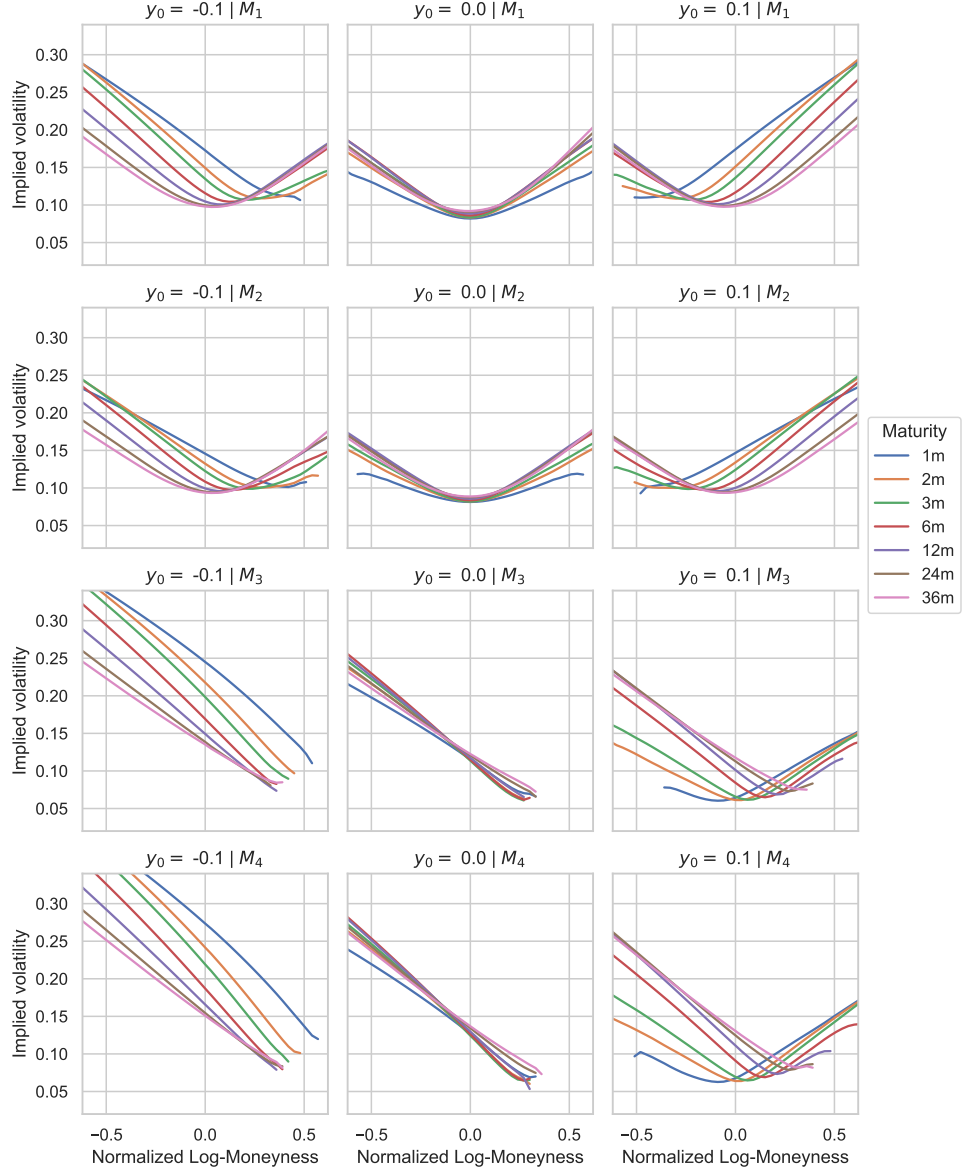 y₀ = -0.1 | M₁
y₀ = 0.0 | M₁
y₀ = 0.1 | M₁
Implied volatility
0.30
0.25
0.20
0.15
0.10
0.05
y₀ = -0.1 | M₂
y₀ = 0.0 | M₂
y₀ = 0.1 | M₂
Implied volatility
0.30
0.25
0.20
0.15
0.10
0.05
Maturity
1m
2m
3m
6m
12m
24m
36m
y₀ = -0.1 | M₃
y₀ = 0.0 | M₃
y₀ = 0.1 | M₃
Implied volatility
0.30
0.25
0.20
0.15
0.10
0.05
y₀ = -0.1 | M₄
y₀ = 0.0 | M₄
y₀ = 0.1 | M₄
Implied volatility
0.30
0.25
0.20
0.15
0.10
0.05
−0.5 0.0 0.5
−0.5 0.0 0.5
−0.5 0.0 0.5
Normalized Log-Moneyness
Normalized Log-Moneyness
Normalized Log-Moneyness